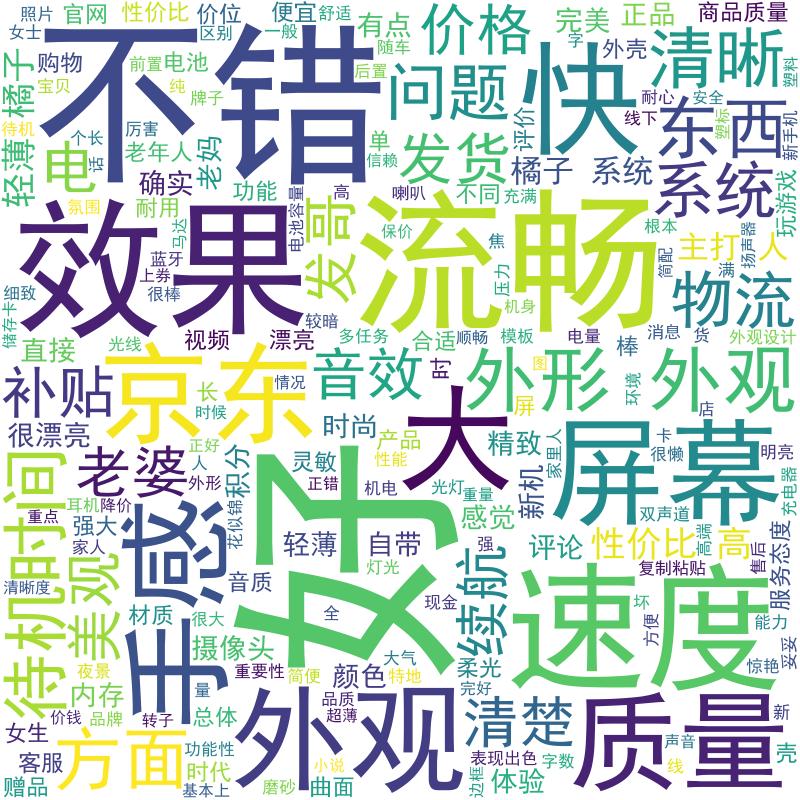 照片
官网
性价比
价位
便宜
舒适
有点
价格
完美
正品
商品质量
女士
区别
一般
随车
字
外壳
清晰
塑料
购物
前置
电池
后置
问题
快
宝贝
纯
牌子
耐心
安全
橘子
不错
线下
塑标
新手机
待机
个长
厉害
老妈
单
发货
评价
东西
轻薄
电
话
老年人
信赖
橘子
系统
系统
确实
功能
不同
充满
玩游戏
氛围
耐用
马达
电池容量
高
喇叭
保价
焦
根本
扬声器
效果
发哥
流畅
主打
人
简配
满
蓝牙
上券
压力
物流
细致
很棒
较暗
机身
储存卡
视频
漂亮
多任务
合适
顺畅
模板
电量
棒
消息
货
外观设计
直接
光线
音效
时
外形
图
环境
外观
补贴
京东
情况
长
时候
大
屏
店
很漂亮
时尚
产品
精致
家里人
卡
很懒
明亮
正好
人
灵敏
性能
屏幕
老婆
积分
外形
正错
机电
光灯
重量
新机
双声道
充电器
待机时间
耳机
降价
重点
花似锦
好
感觉
强大
家人
手感
轻薄
自带
强
评论
性价比
高
高端
售后
服务态度
清晰度
美观
音质
灯光
续航
复制粘贴
材质
很大
全
现金
速度
坏
方便
能力
摄像头
大气
夜景
重要性
简便
特地
柔光
惊艳
妥妥
内存
量
颜色
完好
价钱
品牌
转子
总体
外观
品质
超薄
清楚
质量
新
女生
方面
功能性
表现出色
声音
客服
时代
小说
边框
字数
线
壳
赠品
基本上
磨砂
曲面
体验